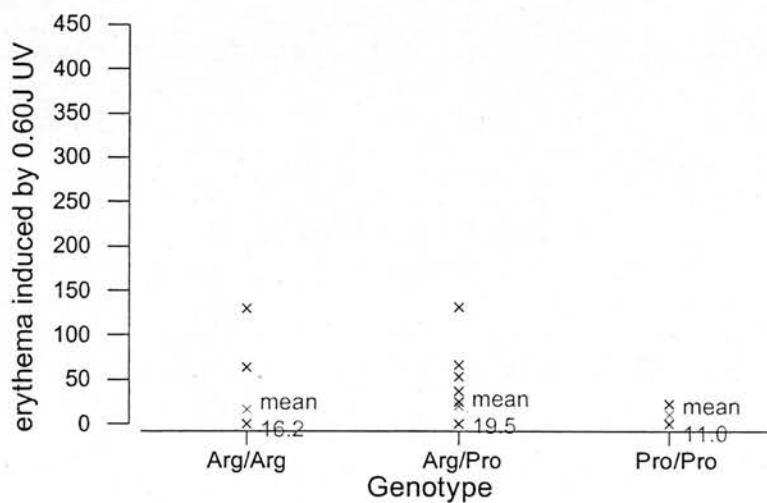 erythema induced by 0.60J UV
450
400
350
300
250
200
150
100
50
0
mean
16.2
mean
19.5
mean
11.0
Arg/Arg
Arg/Pro
Pro/Pro
Genotype